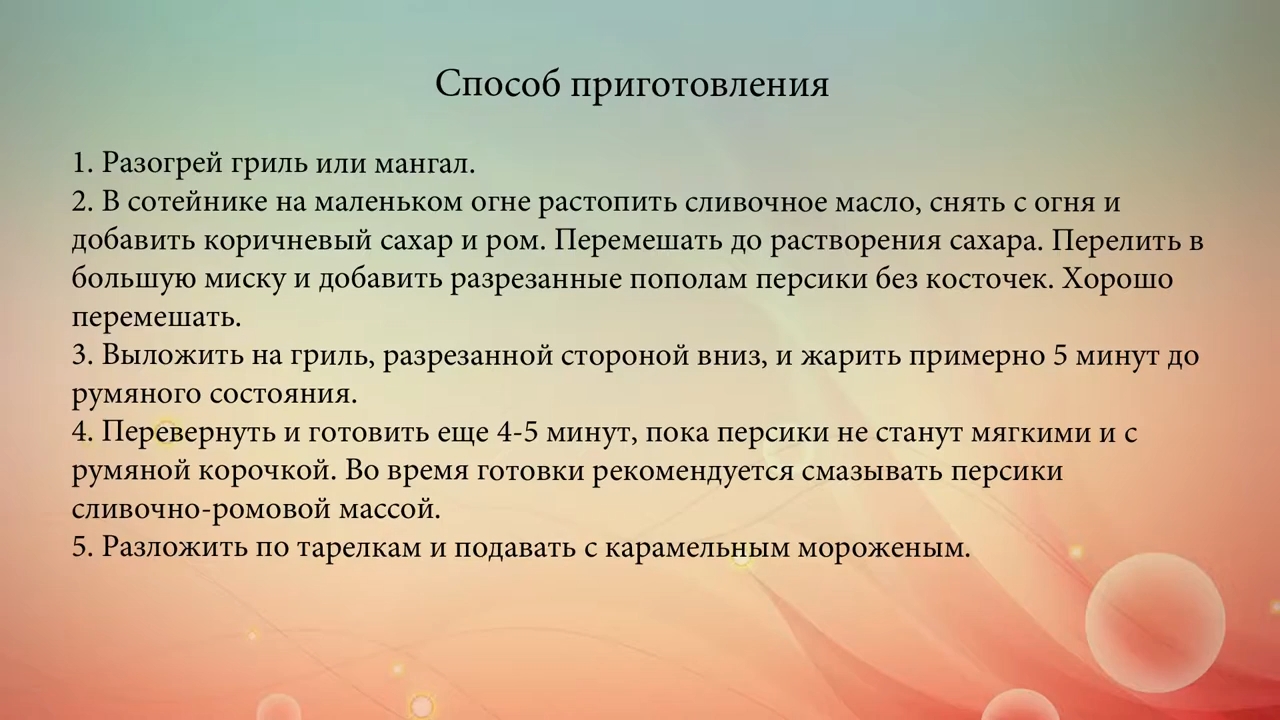 Способ приготовления
1. Разогрей гриль или мангал.
2. В сотейнике на маленьком огне растопить сливочное масло, снять с огня и
добавить коричневый сахар и ром. Перемешать до растворения сахара. Перелить в
большую миску и добавить разрезанные пополам персики без косточек. Хорошо
перемешать.
3. Выложить на гриль, разрезанной стороной вниз, и жарить примерно 5 минут до
румяного состояния.
4. Перевернуть и готовить еще 4-5 минут, пока персики не станут мягкими и с
румяной корочкой. Во время готовки рекомендуется смазывать персики
сливочно-ромовой массой.
5. Разложить по тарелкам и подавать с карамельным мороженым.